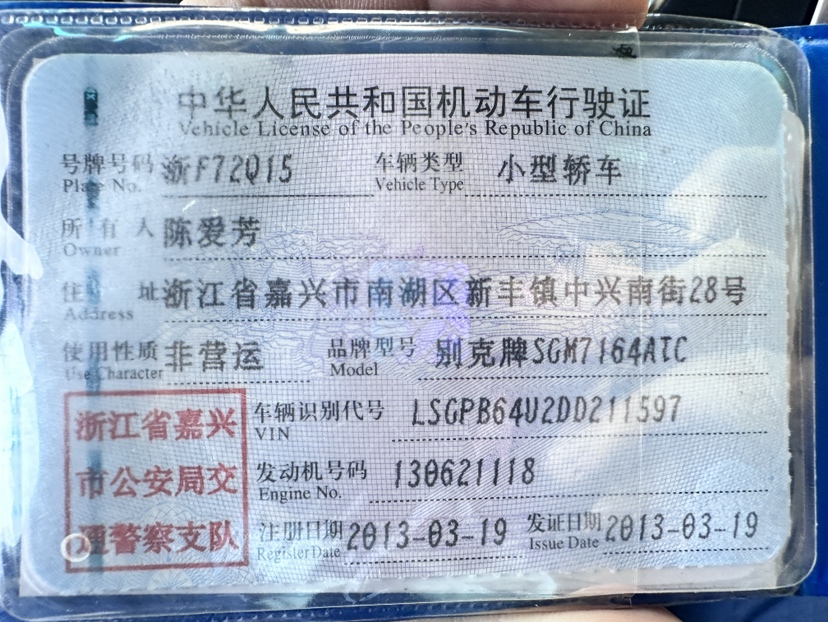 中华人民共和国机动车行驶证
Vehicle License of the People's Republic of China
号牌号码 浙F72Q15 车辆类型 小型轿车
Plate No. Vehicle Type
所有人 陈爱芳
Owner
住址 浙江省嘉兴市南湖区新丰镇中兴南街28号
Address
使用性质 非营运 品牌型号 别克牌SGM7164ATC
Use Character Model
浙江省嘉兴 车辆识别代号 LSGPB64U2DD211597
VIN
市公安局交 发动机号码 130621118
Engine No.
通警察支队 注册日期 2013-03-19 发证日期 2013-03-19
Register Date Issue Date